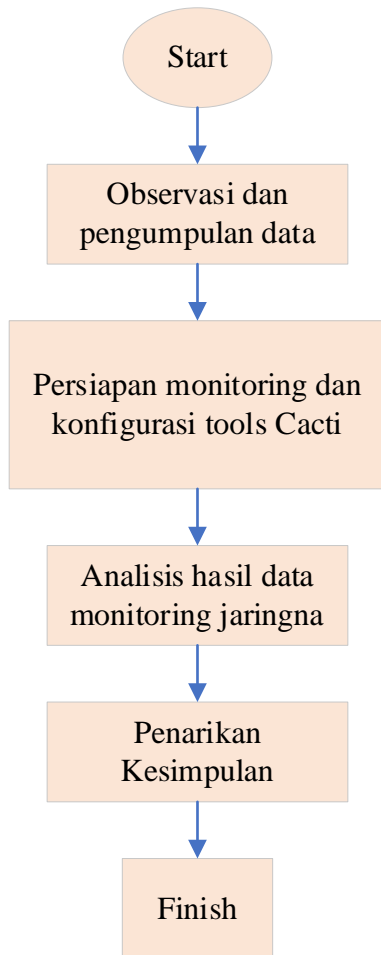 Start
Observasi dan
pengumpulan data
Persiapan monitoring dan
konfigurasi tools Cacti
Analisis hasil data
monitoring jaringna
Penarikan
Kesimpulan
Finish